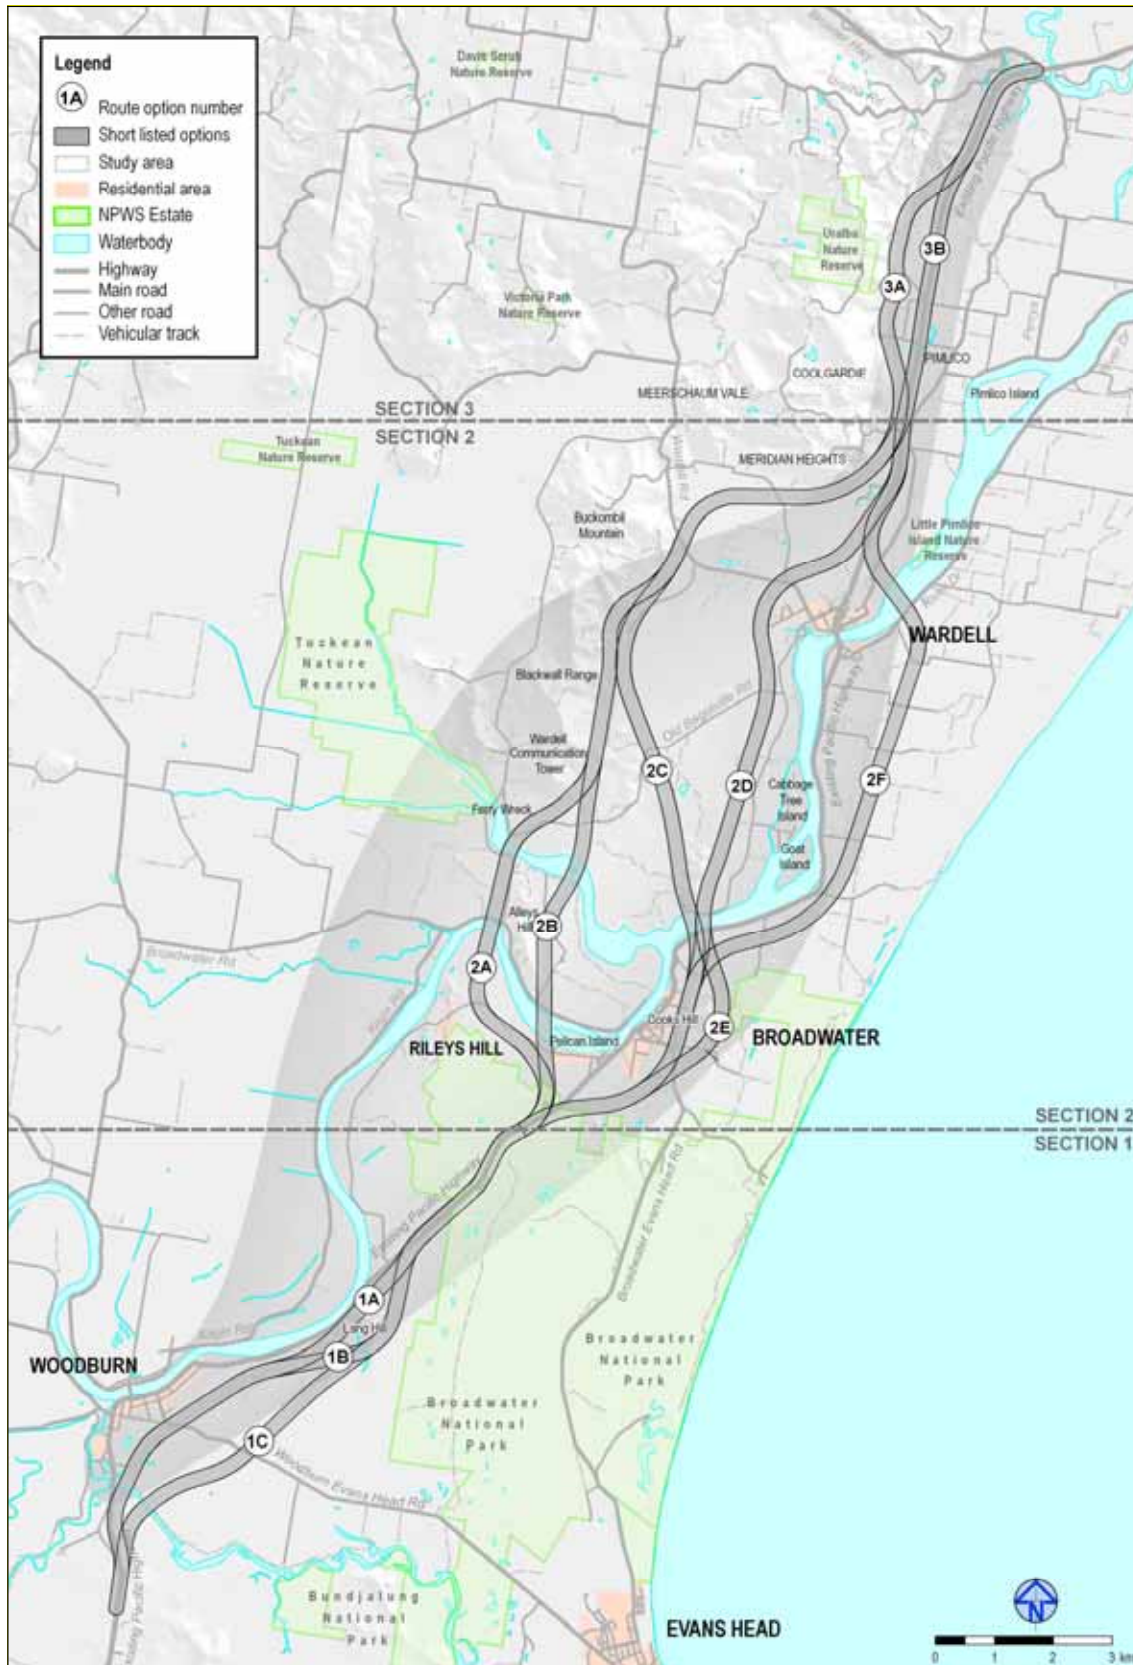 Legend
1A Route option number
Short listed options
Study area
Residential area
NPWS Estate
Waterbody
Highway
Main road
Other road
Vehicular track
Davis Scrub
Nature Reserve
Uralba
Nature
Reserve
3B
3A
Victoria Park
Nature Reserve
PIMLICO
COOLGARDIE
MEERSCHAUM VALE
Pimlico Island
SECTION 3
SECTION 2
Tuckean
Nature Reserve
MERIDIAN HEIGHTS
Wardell Rd
Buckombil
Mountain
Little Pimlico
Island Nature
Reserve
WARDELL
Tuckean
Nature
Reserve
Blackwall Range
Old Bagotville Rd
Wardell
Communication
Tower
Existing Pacific Highway
2C
2D
2F
Cabbage
Tree
Island
Ferry Wreck
Goat
Island
Alleys
Hill
2B
Broadwater Rd
2A
Cooks Hill
2E
RILEYS HILL
Pelican Island
BROADWATER
SECTION 2
SECTION 1
Existing Pacific Highway
Broadwater Evans Head Rd
1A
Lang Hill
1B
WOODBURN
Broadwater
National
Park
Broadwater
National
Park
1C
Woodburn Evans Head Rd
Bundjalung
National
Park
EVANS HEAD
N
0 1 2 3 km